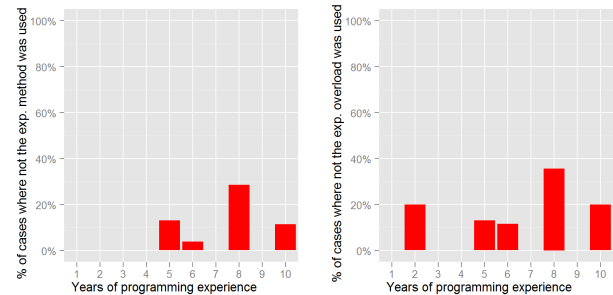 % of cases where not the exp. method was used
100%
80%
60%
40%
20%
0%
1 2 3 4 5 6 7 8 9 10
Years of programming experience
% of cases where not the exp. overload was used
100%
80%
60%
40%
20%
0%
1 2 3 4 5 6 7 8 9 10
Years of programming experience